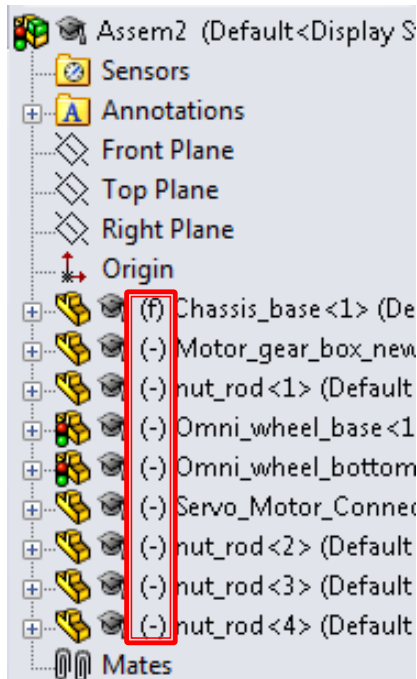 Assem2 (Default<Display S
Sensors
A Annotations
Front Plane
Top Plane
Right Plane
Origin
(f) Chassis_base<1> (De
(-) Motor_gear_box_new
(-) nut_rod<1> (Default
(-) Omni_wheel_base<1
(-) Omni_wheel_bottom
(-) Servo_Motor_Connec
(-) nut_rod<2> (Default
(-) nut_rod<3> (Default
(-) nut_rod<4> (Default
Mates